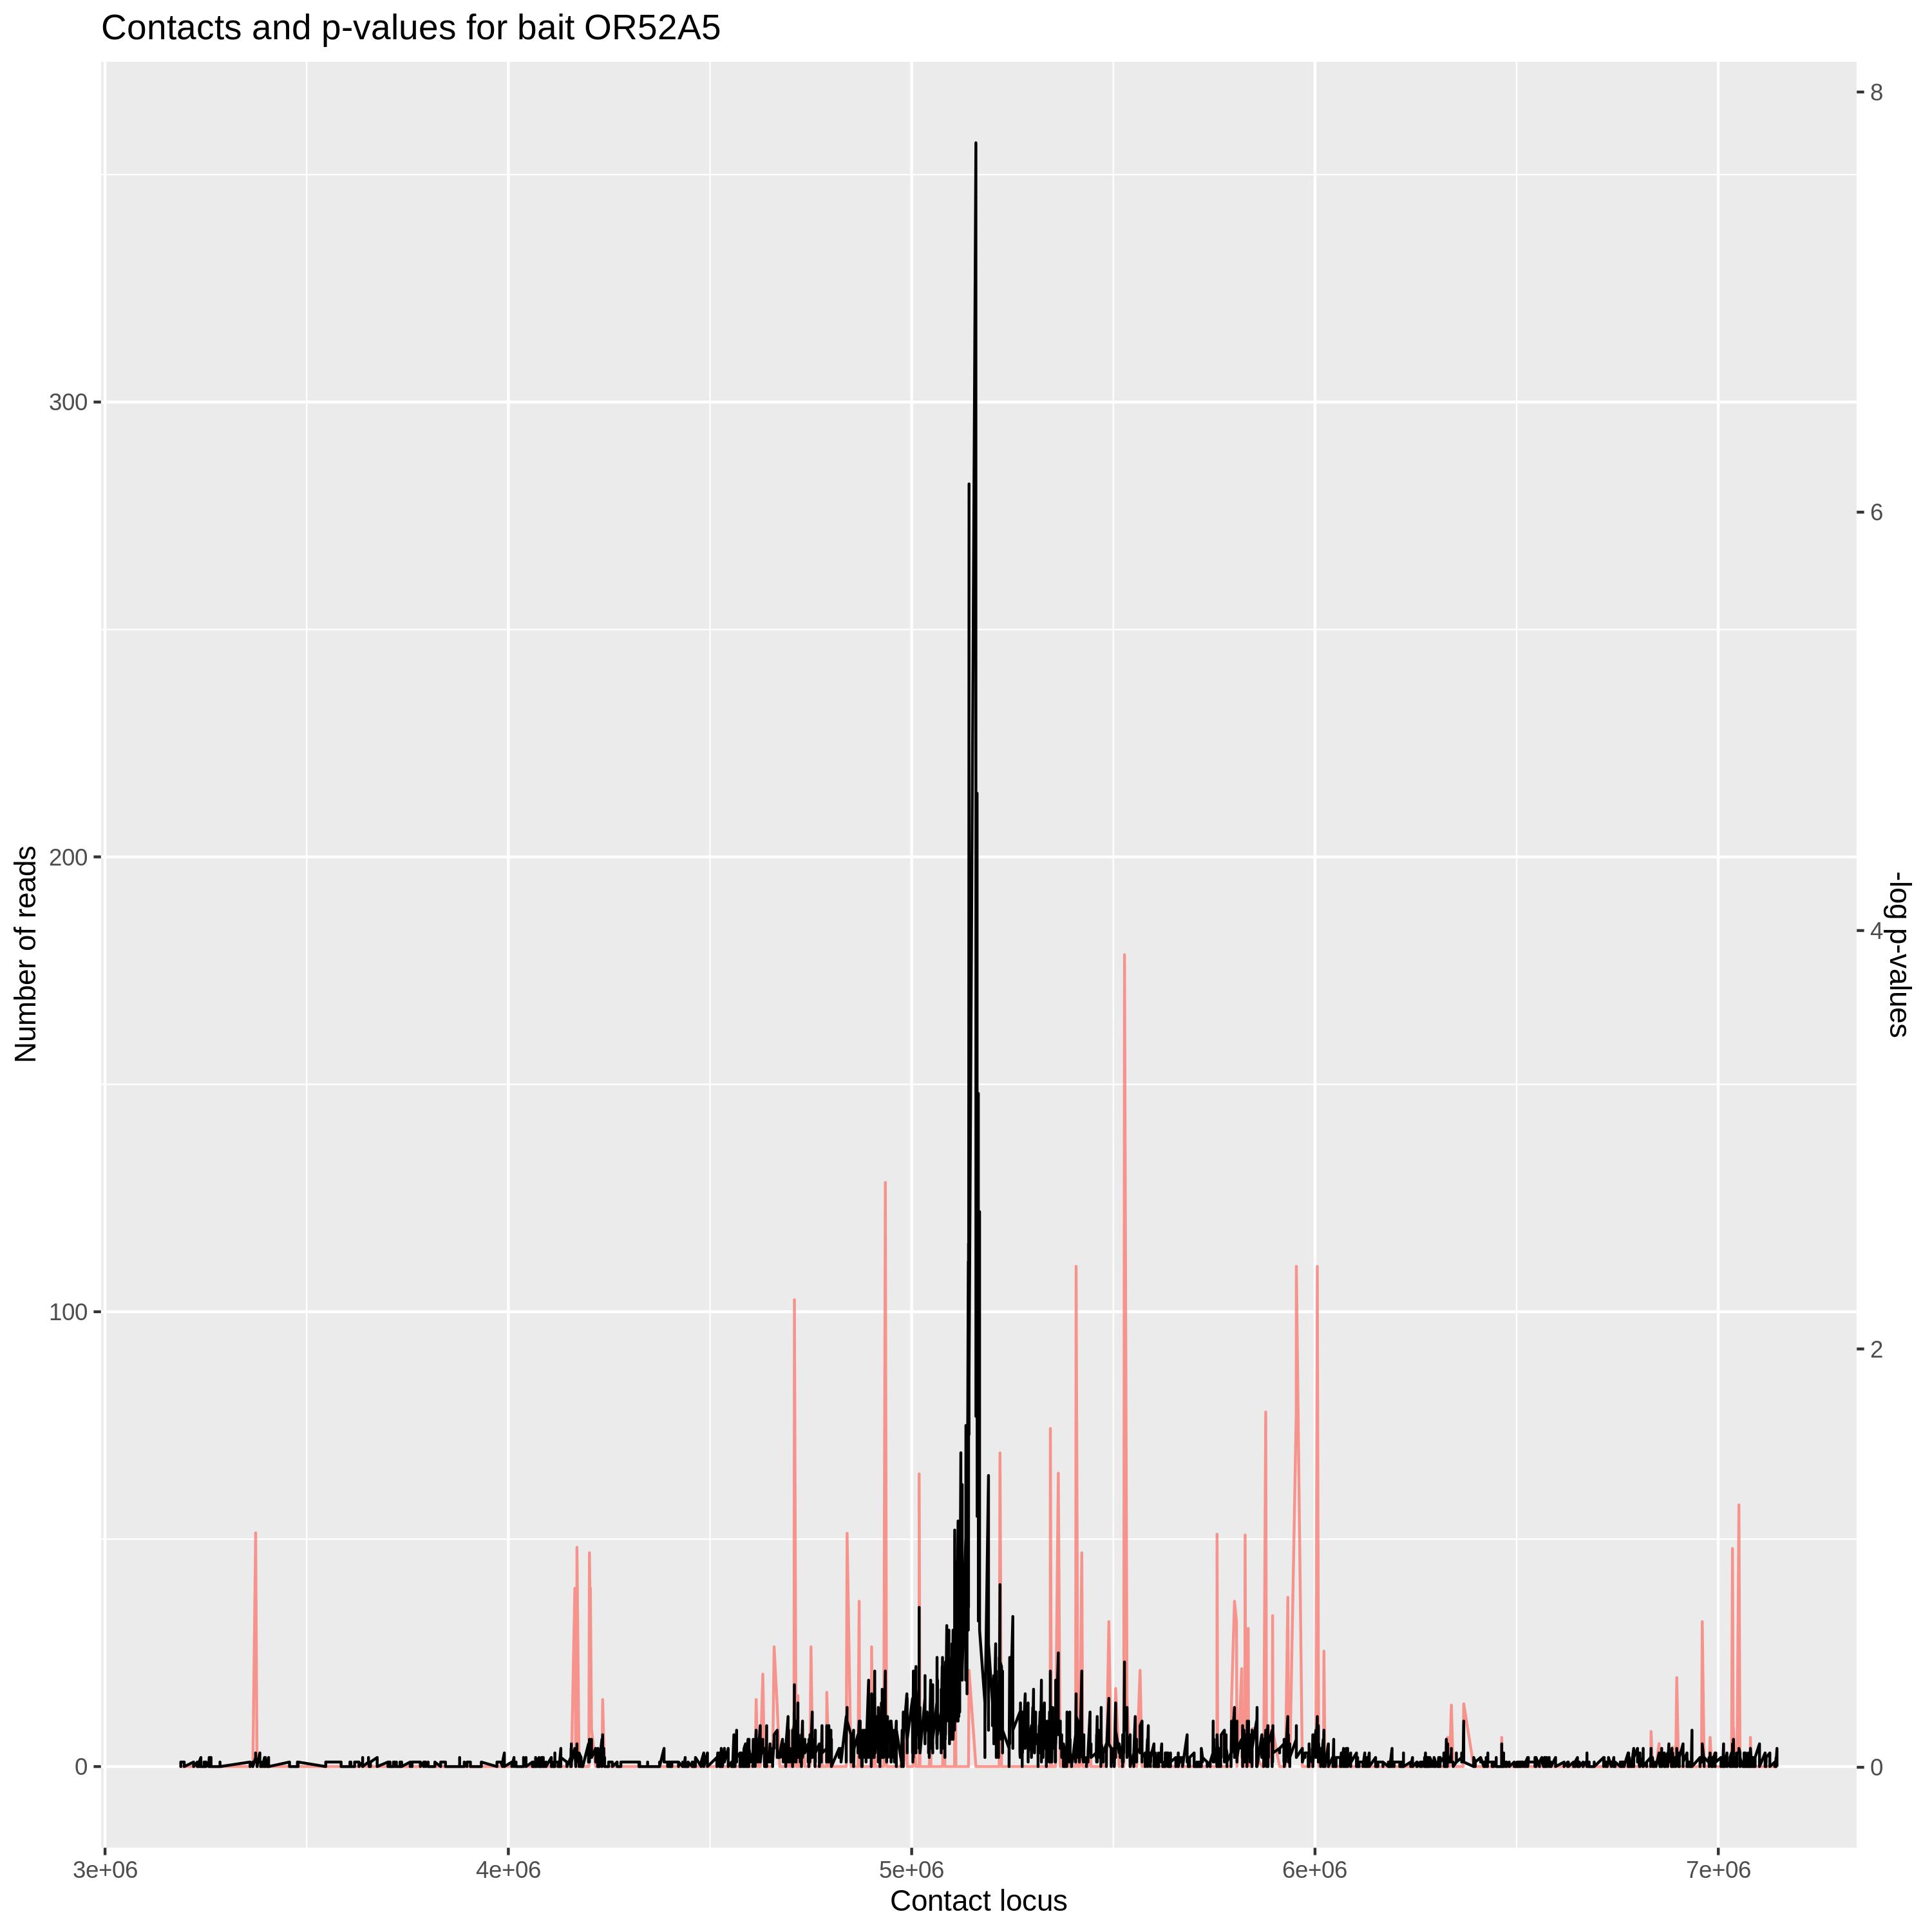 Contacts and p-values for bait OR52A5
Number of reads
300
200
100
0
8
6
4
2
0
-log p-values
3e+06
4e+06
5e+06
6e+06
7e+06
Contact locus